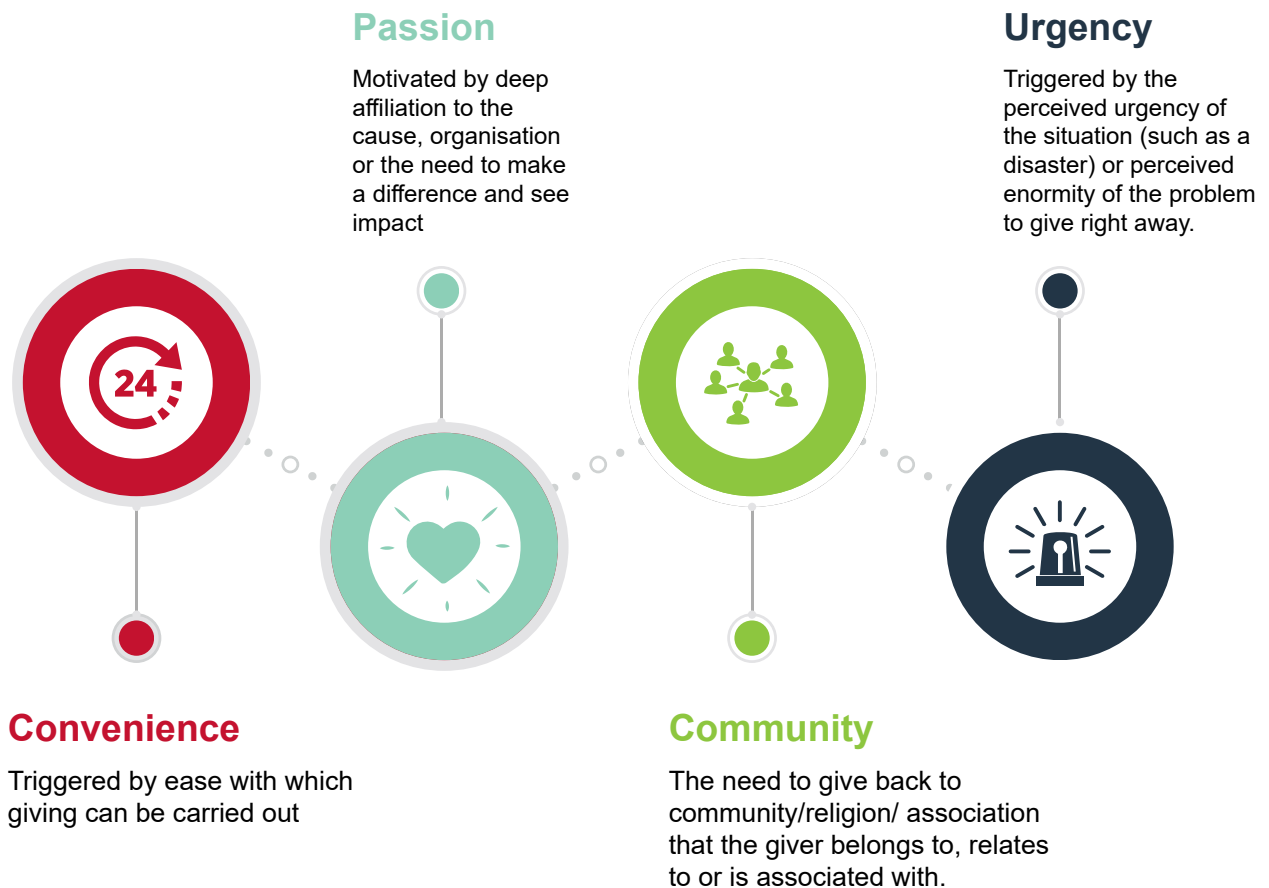 Passion
Motivated by deep
affiliation to the
cause, organisation
or the need to make
a difference and see
impact
Urgency
Triggered by the
perceived urgency of
the situation (such as a
disaster) or perceived
enormity of the problem
to give right away.
24
Convenience
Triggered by ease with which
giving can be carried out
Community
The need to give back to
community/religion/ association
that the giver belongs to, relates
to or is associated with.